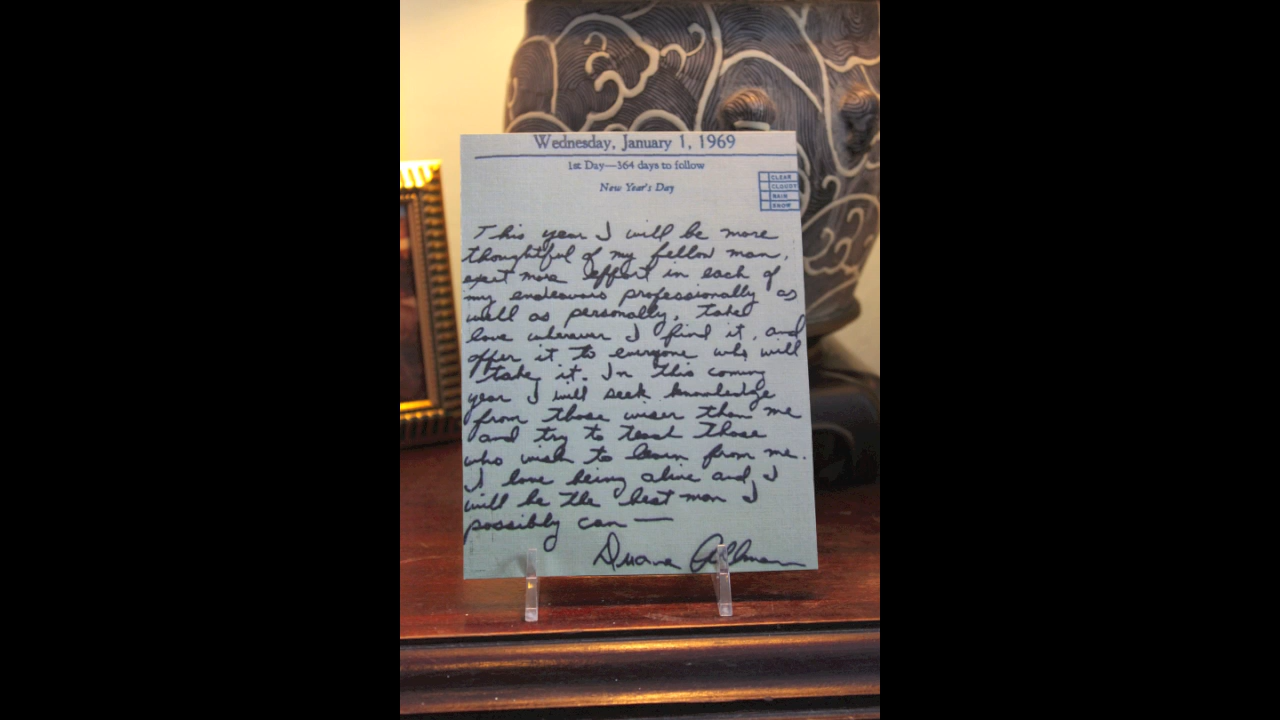 Wednesday, January 1, 1969
1st Day—364 days to follow
New Year's Day
CLEAR
CLOUDY
RAIN
SNOW
This year I will be more
thoughtful of my fellow man,
exert more effort in each of
my endeavors professionally as
well as personally, take
love wherever I find it, and
offer it to everyone who will
take it. In this coming
year I will seek knowledge
from those wiser than me
and try to teach those
who wish to learn from me.
I love being alive and I
will be the best man I
possibly can —
Duane Allman